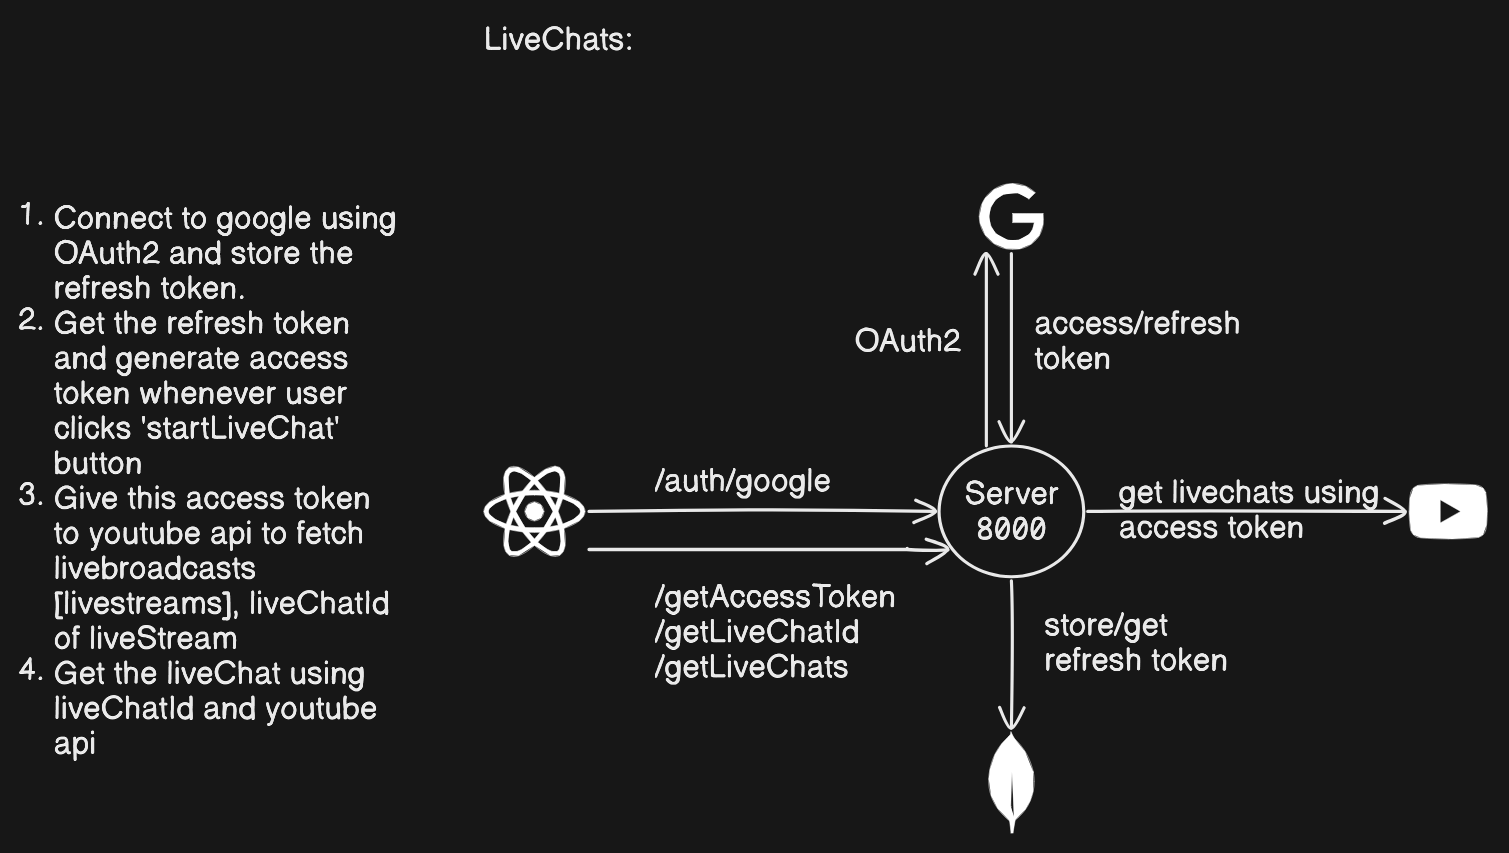 LiveChats:
1. Connect to google using
OAuth2 and store the
refresh token.
2. Get the refresh token
and generate access
token whenever user
clicks 'startLiveChat'
button
3. Give this access token
to youtube api to fetch
livebroadcasts
[livestreams], liveChatId
of liveStream
4. Get the liveChat using
liveChatId and youtube
api
OAuth2
access/refresh
token
/auth/google
Server
8000
get livechats using
access token
/getAccessToken
/getLiveChatId
/getLiveChats
store/get
refresh token